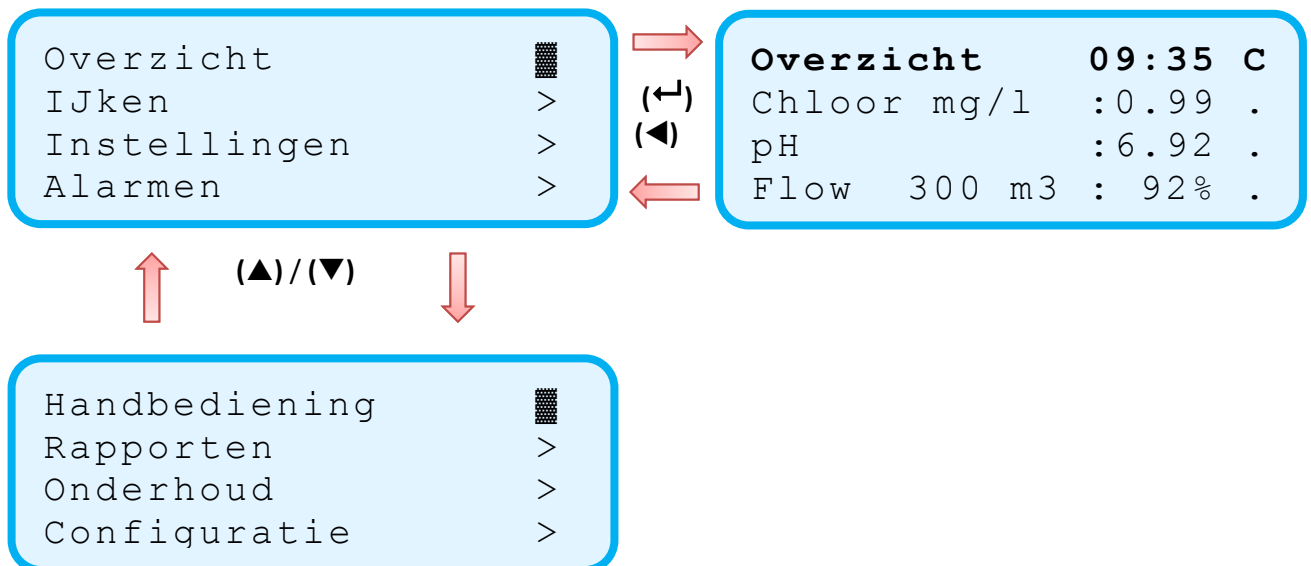 Overzicht ▓
IJken >
Instellingen >
Alarmen >
(↵)
(◀)
Overzicht 09:35 C
Chloor mg/l :0.99 .
pH :6.92 .
Flow 300 m3 : 92% .
(▲)/(▼)
Handbediening ▓
Rapporten >
Onderhoud >
Configuratie >